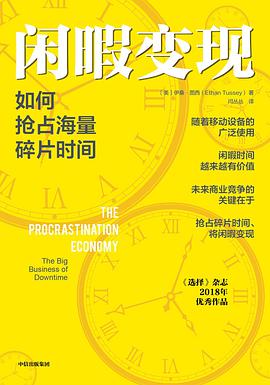 闲暇变现
[美]伊桑·图西(Ethan Tussey) 著
闫丛丛 译
如何
抢占海量
碎片时间
随着移动设备的
广泛使用
闲暇时间
越来越有价值
未来商业竞争的
关键在于
抢占碎片时间、
将闲暇变现
THE
PROCRASTINATION
ECONOMY
The Big
Business of
Downtime
《选择》杂志
2018年
优秀作品
中信出版集团